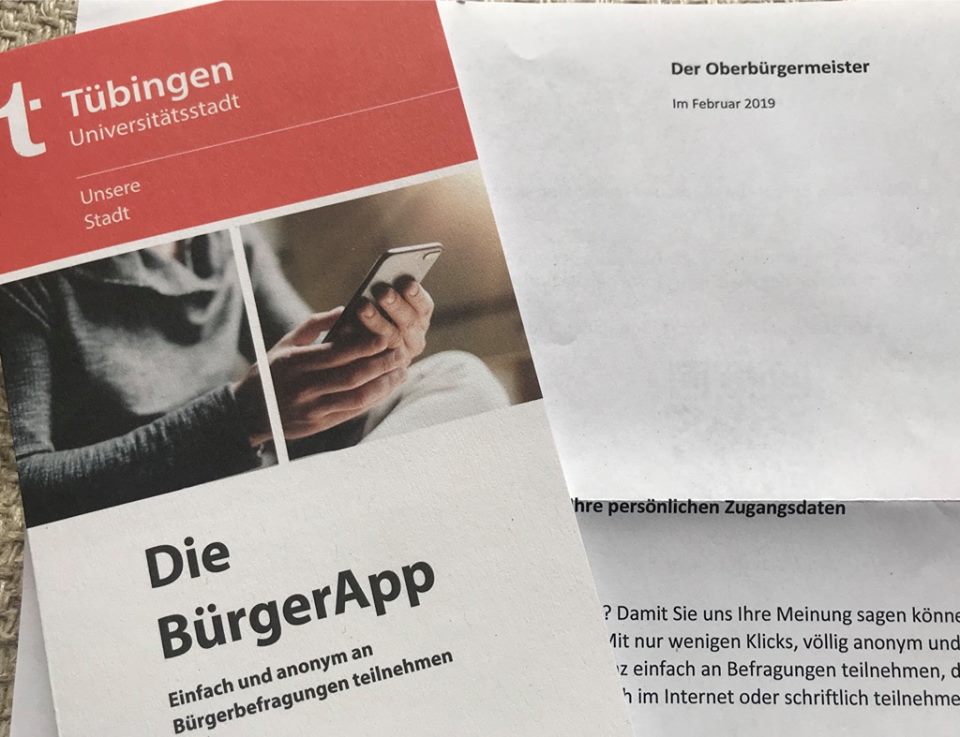 Tübingen
Universitätsstadt
Unsere
Stadt
Die
BürgerApp
Einfach und anonym an
Bürgerbefragungen teilnehmen
Der Oberbürgermeister
Im Februar 2019
hre persönlichen Zugangsdaten
? Damit Sie uns Ihre Meinung sagen könne
Mit nur wenigen Klicks, völlig anonym und
z einfach an Befragungen teilnehmen, d
h im Internet oder schriftlich teilnehme